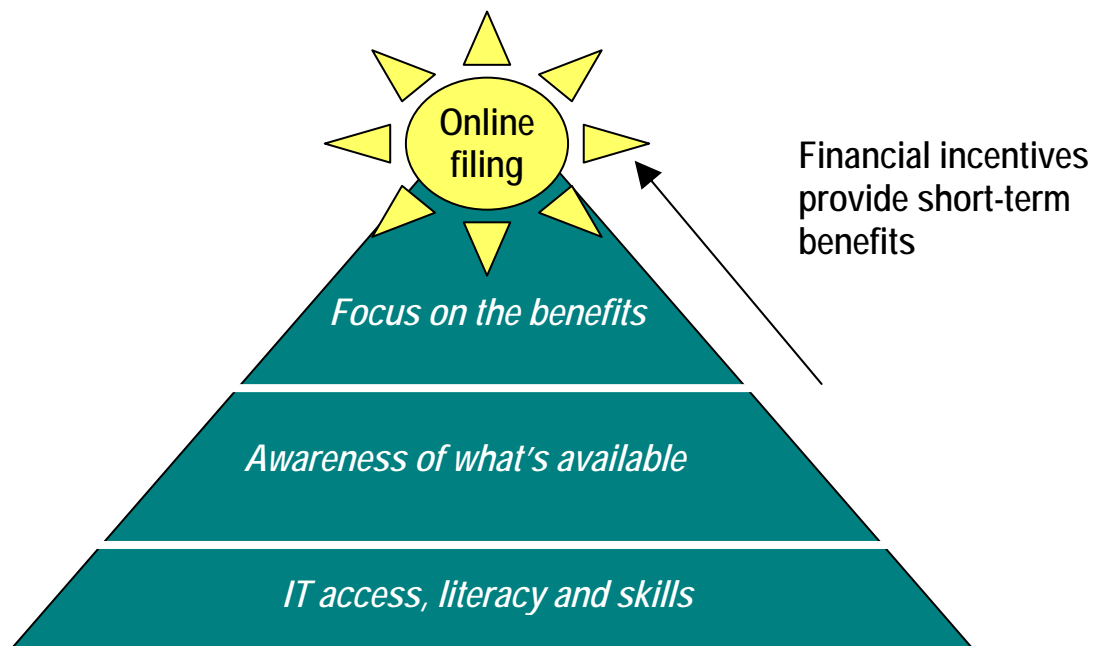 Online
filing
Financial incentives
provide short-term
benefits
Focus on the benefits
Awareness of what's available
IT access, literacy and skills